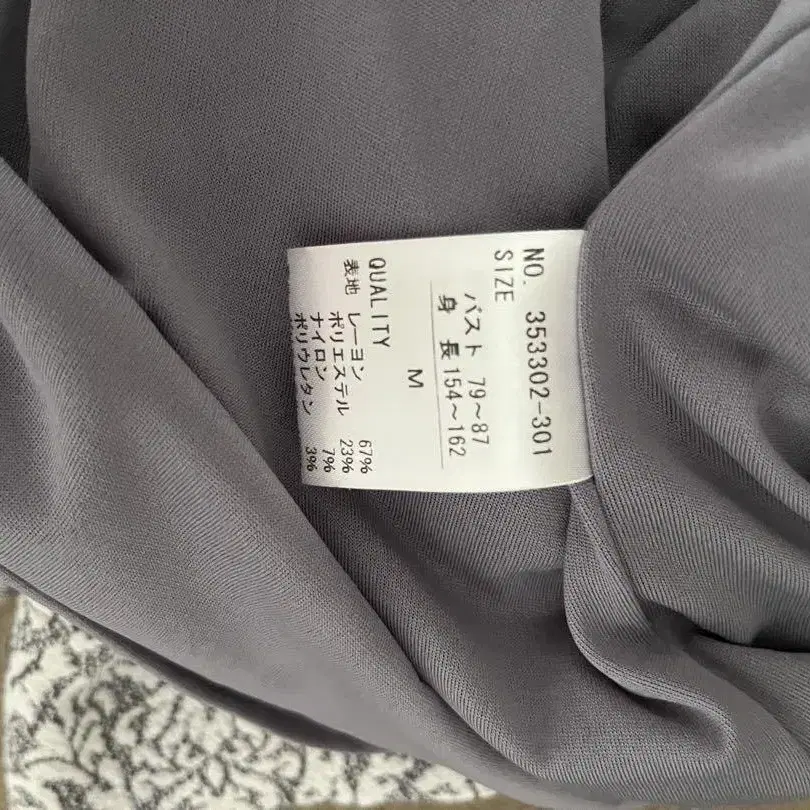 NO. 353302-301
SIZE
バスト 79～87
身 長 154～162
M
QUALITY
表地 レーヨン 67%
ポリエステル 23%
ナイロン 7%
ポリウレタン 3%